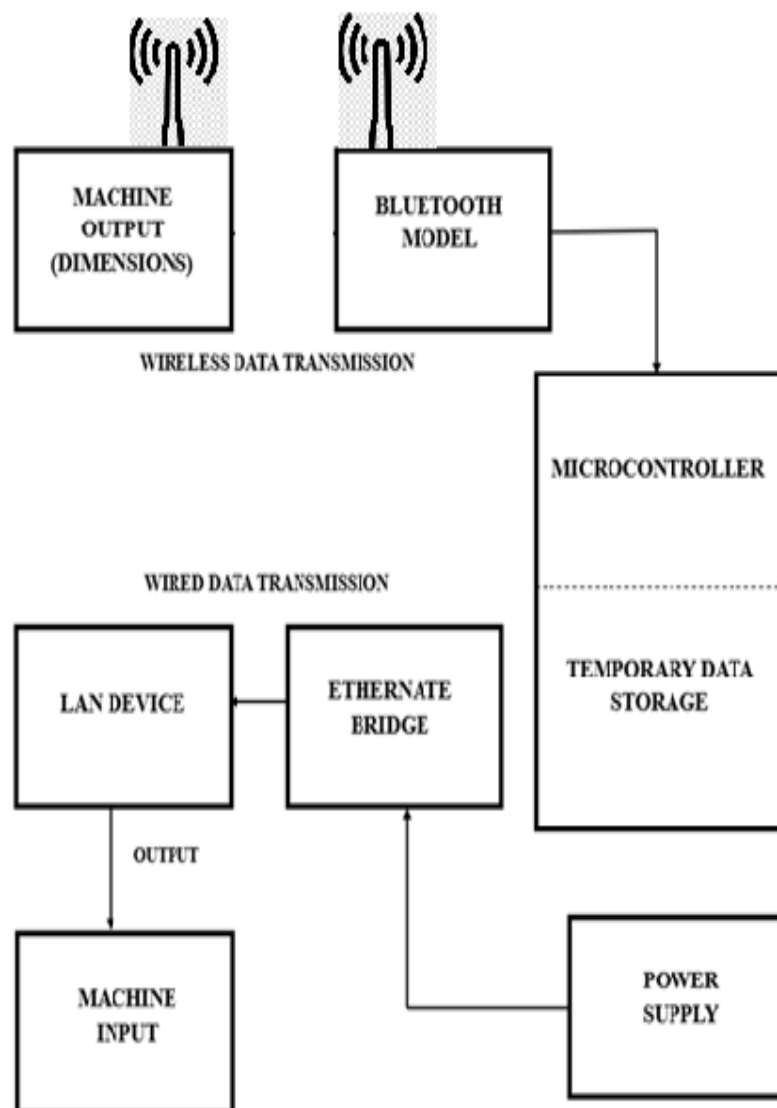 MACHINE
OUTPUT
(DIMENSIONS)
BLUETOOTH
MODEL
WIRELESS DATA TRANSMISSION
MICROCONTROLLER
TEMPORARY DATA
STORAGE
WIRED DATA TRANSMISSION
LAN DEVICE
ETHERNATE
BRIDGE
OUTPUT
MACHINE
INPUT
POWER
SUPPLY